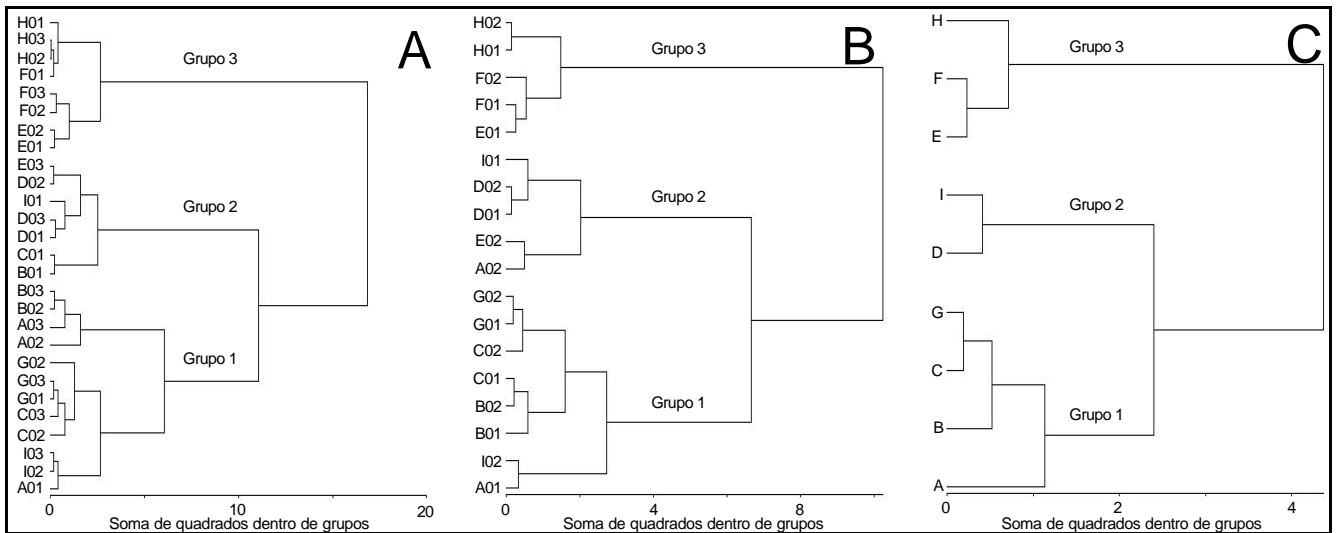 A
H01
H03
H02
F01
F03
F02
E02
E01
E03
D02
I01
D03
D01
C01
B01
B03
B02
A03
A02
G02
G03
G01
C03
C02
I03
I02
A01
Grupo 3
Grupo 2
Grupo 1
0 10 20
Soma de quadrados dentro de grupos
B
H02
H01
F02
F01
E01
I01
D02
D01
E02
A02
G02
G01
C02
C01
B02
B01
I02
A01
Grupo 3
Grupo 2
Grupo 1
0 4 8
Soma de quadrados dentro de grupos
C
H
F
E
I
D
G
C
B
A
Grupo 3
Grupo 2
Grupo 1
0 2 4
Soma de quadrados dentro de grupos